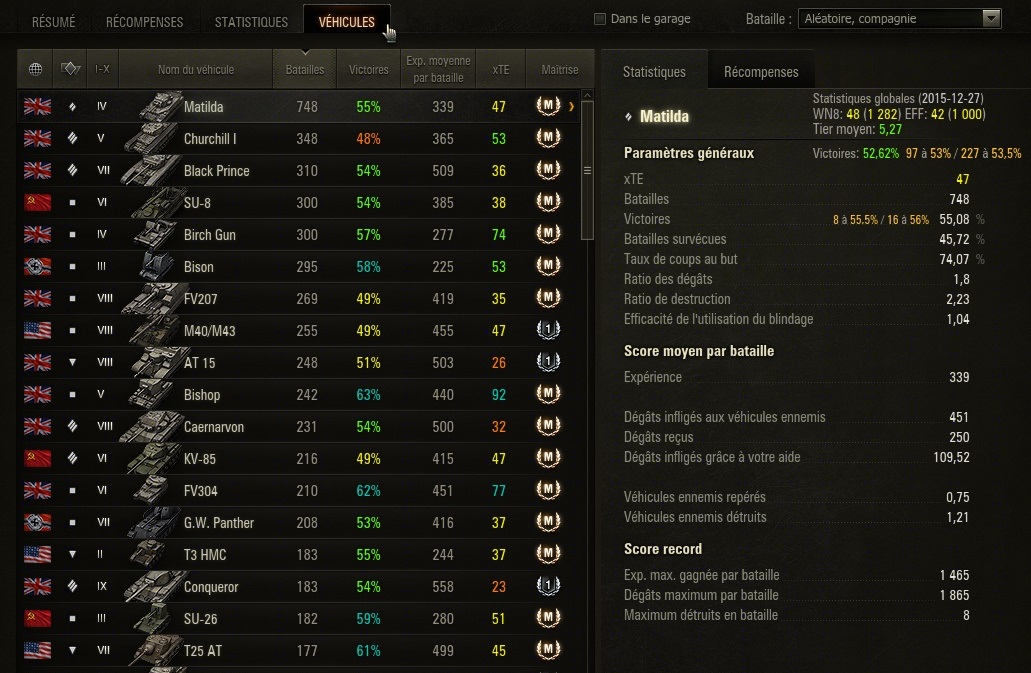 RÉSUMÉ RÉCOMPENSES STATISTIQUES VÉHICULES Dans le garage Bataille : Aléatoire, compagnie
I-X Nom du véhicule Batailles Victoires Exp. moyenne par bataille xTE Maîtrise
IV Matilda 748 55% 339 47 M
V Churchill I 348 48% 365 53 M
VII Black Prince 310 54% 509 36 M
VI SU-8 300 54% 385 38 M
IV Birch Gun 300 57% 277 74 M
III Bison 295 58% 225 53 M
VIII FV207 269 49% 419 35 M
VIII M40/M43 255 49% 455 47 1
VIII AT 15 248 51% 503 26 1
V Bishop 242 63% 440 92 M
VIII Caernarvon 231 54% 500 32 M
VI KV-85 216 49% 415 47 M
VI FV304 210 62% 451 77 M
VII G.W. Panther 208 53% 416 37 M
II T3 HMC 183 55% 244 37 M
IX Conqueror 183 54% 558 23 1
III SU-26 182 59% 280 51 M
VII T25 AT 177 61% 499 45 M
Statistiques Récompenses
Matilda
Statistiques globales (2015-12-27)
WN8: 48 (1 282) EFF: 42 (1 000)
Tier moyen: 5,27
Victoires: 52,62% 97 à 53% / 227 à 53,5%
Paramètres généraux
xTE 47
Batailles 748
Victoires 8 à 55.5% / 16 à 56% 55,08 %
Batailles survécues 45,72 %
Taux de coups au but 74,07 %
Ratio des dégâts 1,8
Ratio de destruction 2,23
Efficacité de l'utilisation du blindage 1,04
Score moyen par bataille
Expérience 339
Dégâts infligés aux véhicules ennemis 451
Dégâts reçus 250
Dégâts infligés grâce à votre aide 109,52
Véhicules ennemis repérés 0,75
Véhicules ennemis détruits 1,21
Score record
Exp. max. gagnée par bataille 1 465
Dégâts maximum par bataille 1 865
Maximum détruits en bataille 8